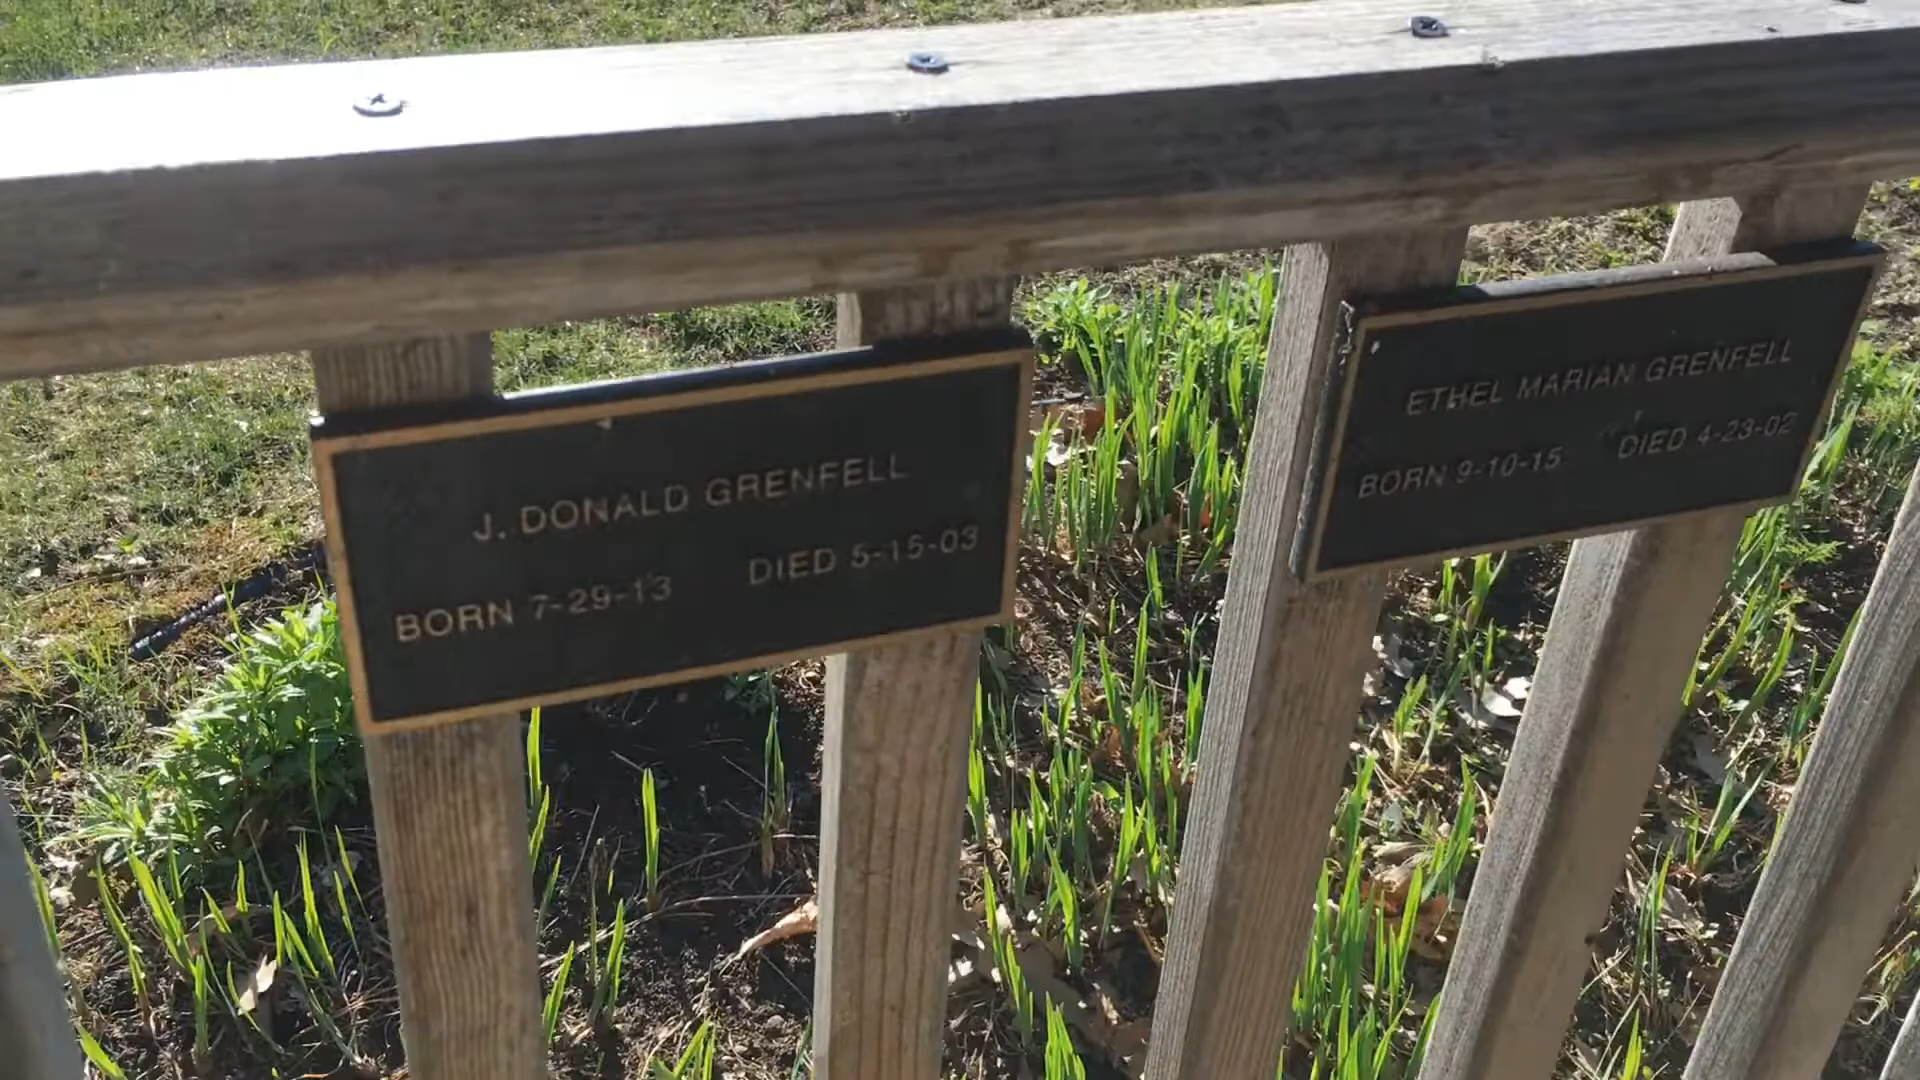 J. DONALD GRENFELL
BORN 7-29-13 DIED 5-15-03
ETHEL MARIAN GRENFELL
BORN 9-10-15 DIED 4-23-02